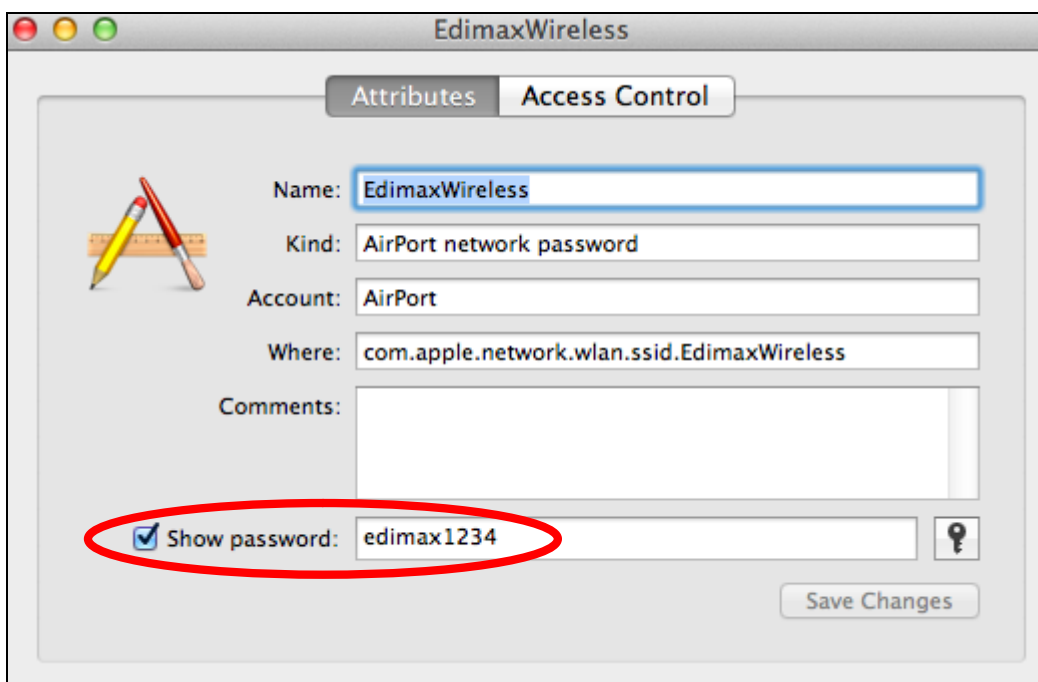 EdimaxWireless
Attributes Access Control
Name: EdimaxWireless
Kind: AirPort network password
Account: AirPort
Where: com.apple.network.wlan.ssid.EdimaxWireless
Comments:
Show password: edimax1234
Save Changes